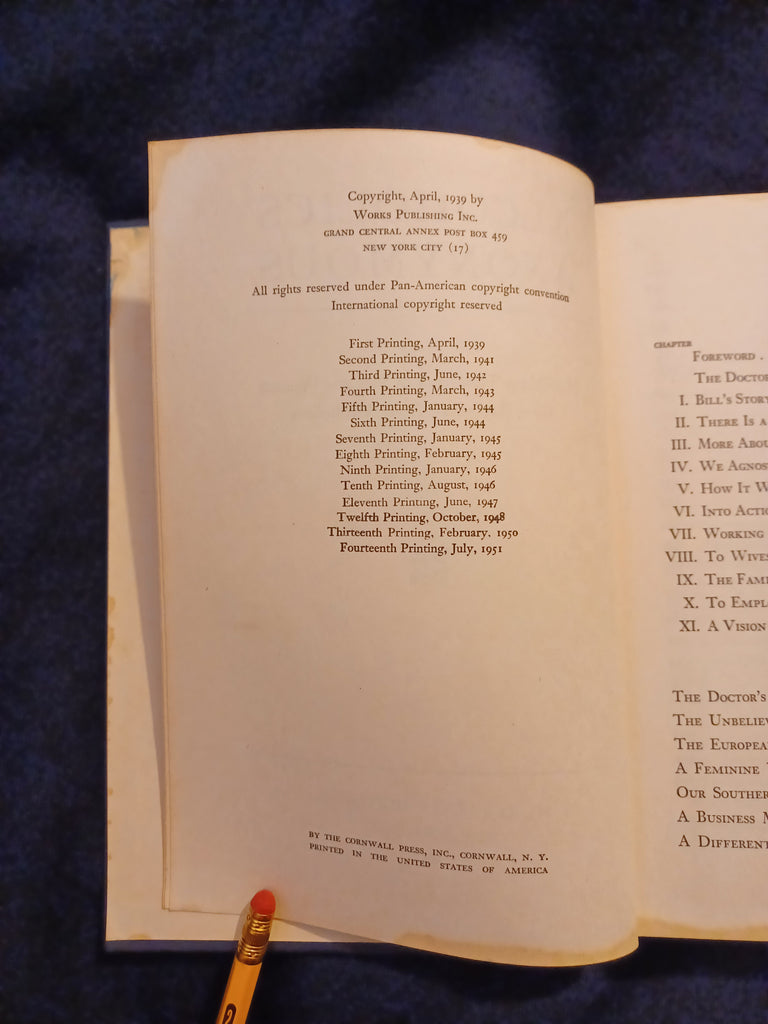 Copyright, April, 1939 by
Works Publishing Inc.
GRAND CENTRAL ANNEX POST BOX 459
NEW YORK CITY (17)
All rights reserved under Pan-American copyright convention
International copyright reserved
First Printing, April, 1939
Second Printing, March, 1941
Third Printing, June, 1942
Fourth Printing, March, 1943
Fifth Printing, January, 1944
Sixth Printing, June, 1944
Seventh Printing, January, 1945
Eighth Printing, February, 1945
Ninth Printing, January, 1946
Tenth Printing, August, 1946
Eleventh Printing, June, 1947
Twelfth Printing, October, 1948
Thirteenth Printing, February. 1950
Fourteenth Printing, July, 1951
BY THE CORNWALL PRESS, INC., CORNWALL, N. Y.
PRINTED IN THE UNITED STATES OF AMERICA
CHAPTER
Foreword .
The Doctor
I. Bill's Story
II. There Is a
III. More Abou
IV. We Agnos
V. How It W
VI. Into Actio
VII. Working
VIII. To Wives
IX. The Fami
X. To Empl
XI. A Vision
The Doctor's
The Unbeliev
The European
A Feminine
Our Southern
A Business M
A Different
2